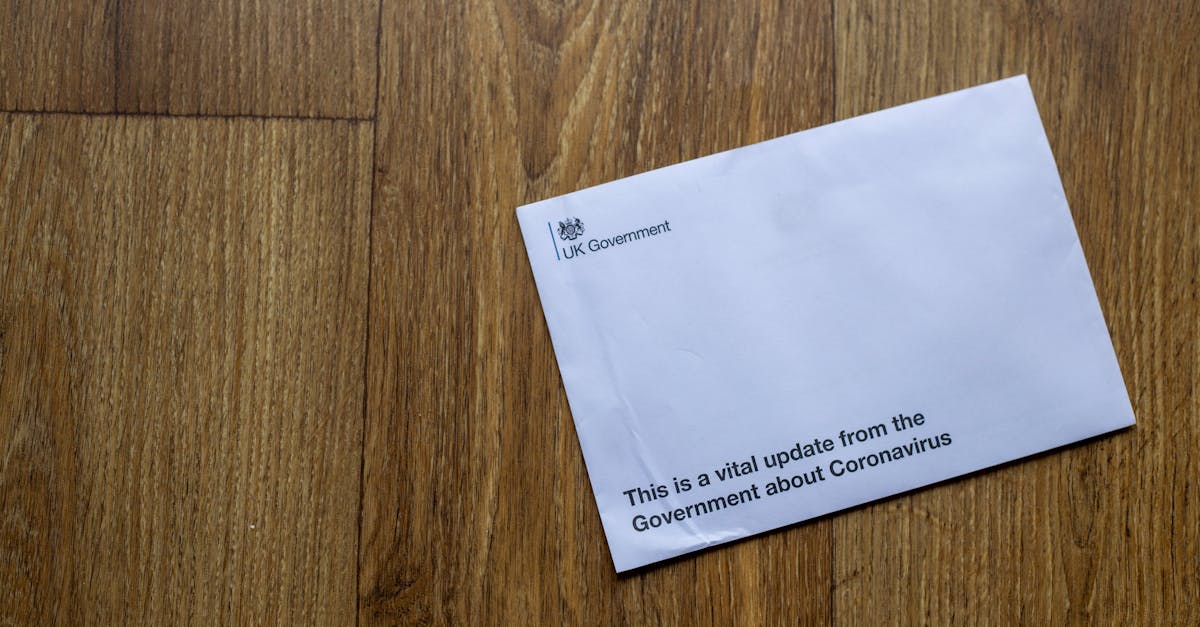 UK Government
This is a vital update from the
Government about Coronavirus